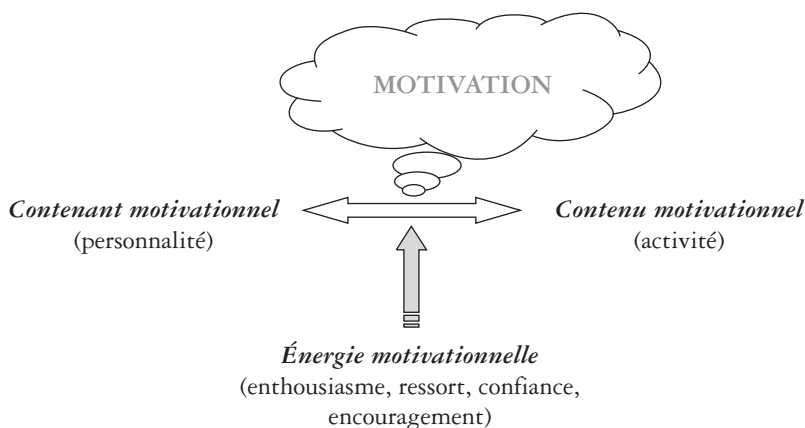 MOTIVATION
Contenant motivationnel
(personnalité)
Contenu motivationnel
(activité)
Énergie motivationnelle
(enthousiasme, ressort, confiance,
encouragement)